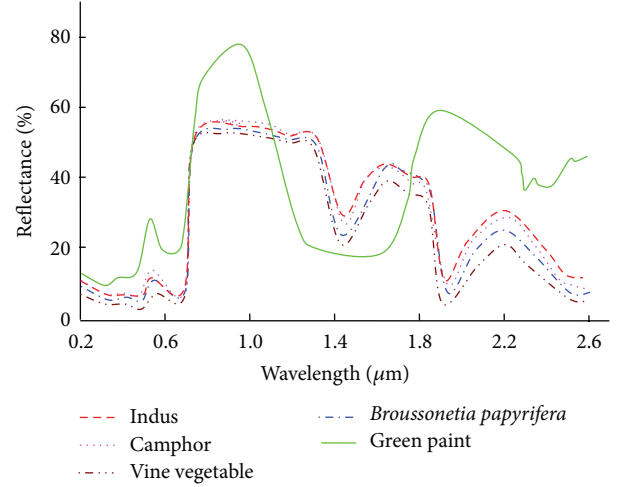 80
60
40
20
0
Reflectance (%)
0.2 0.6 1.0 1.4 1.8 2.2 2.6
Wavelength (μm)
Indus
Camphor
Vine vegetable
Broussonetia papyrifera
Green paint